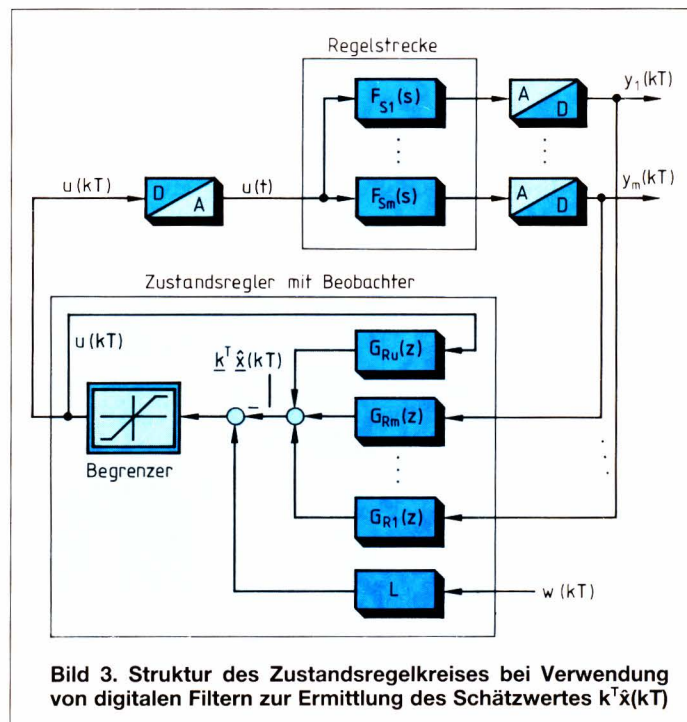 Regelstrecke
F_S1(s)
A
D
y_1(kT)
u(kT)
D
A
u(t)
F_Sm(s)
A
D
y_m(kT)
Zustandsregler mit Beobachter
u(kT)
G_Ru(z)
k^T x̂(kT)
–
G_Rm(z)
Begrenzer
G_R1(z)
L
w(kT)
Bild 3. Struktur des Zustandsregelkreises bei Verwendung
von digitalen Filtern zur Ermittlung des Schätzwertes k^T x̂(kT)